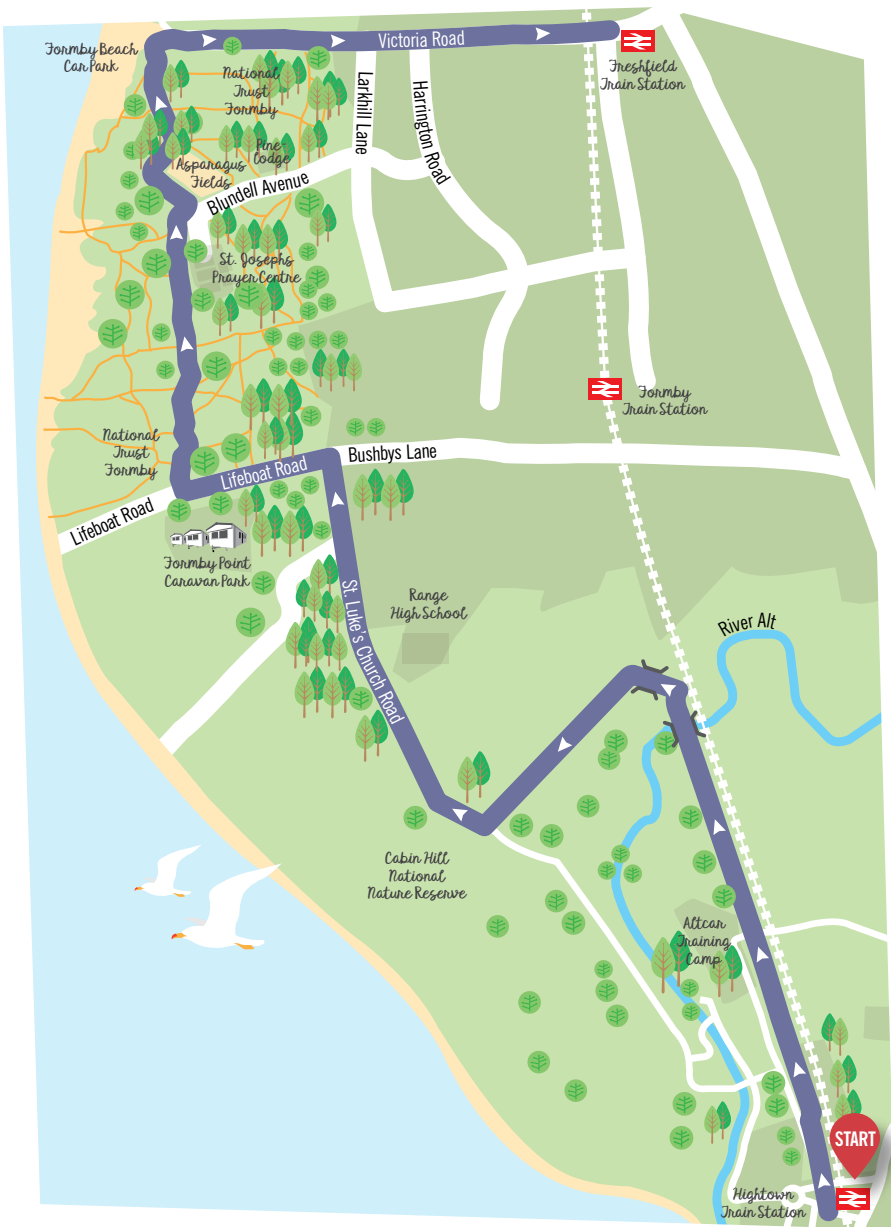 Victoria Road
Formby Beach
Car Park
Freshfield
Train Station
National
Trust
Formby
Larkhill Lane
Harrington Road
Pine-
lodge
Asparagus
Fields
Blundell Avenue
St. Josephs
Prayer Centre
Formby
Train Station
National
Trust
Formby
Bushbys Lane
Lifeboat Road
Lifeboat Road
Formby Point
Caravan Park
St. Luke's Church Road
Range
High School
River Alt
Cabin Hill
National
Nature Reserve
Altcar
Training
Camp
START
Hightown
Train Station